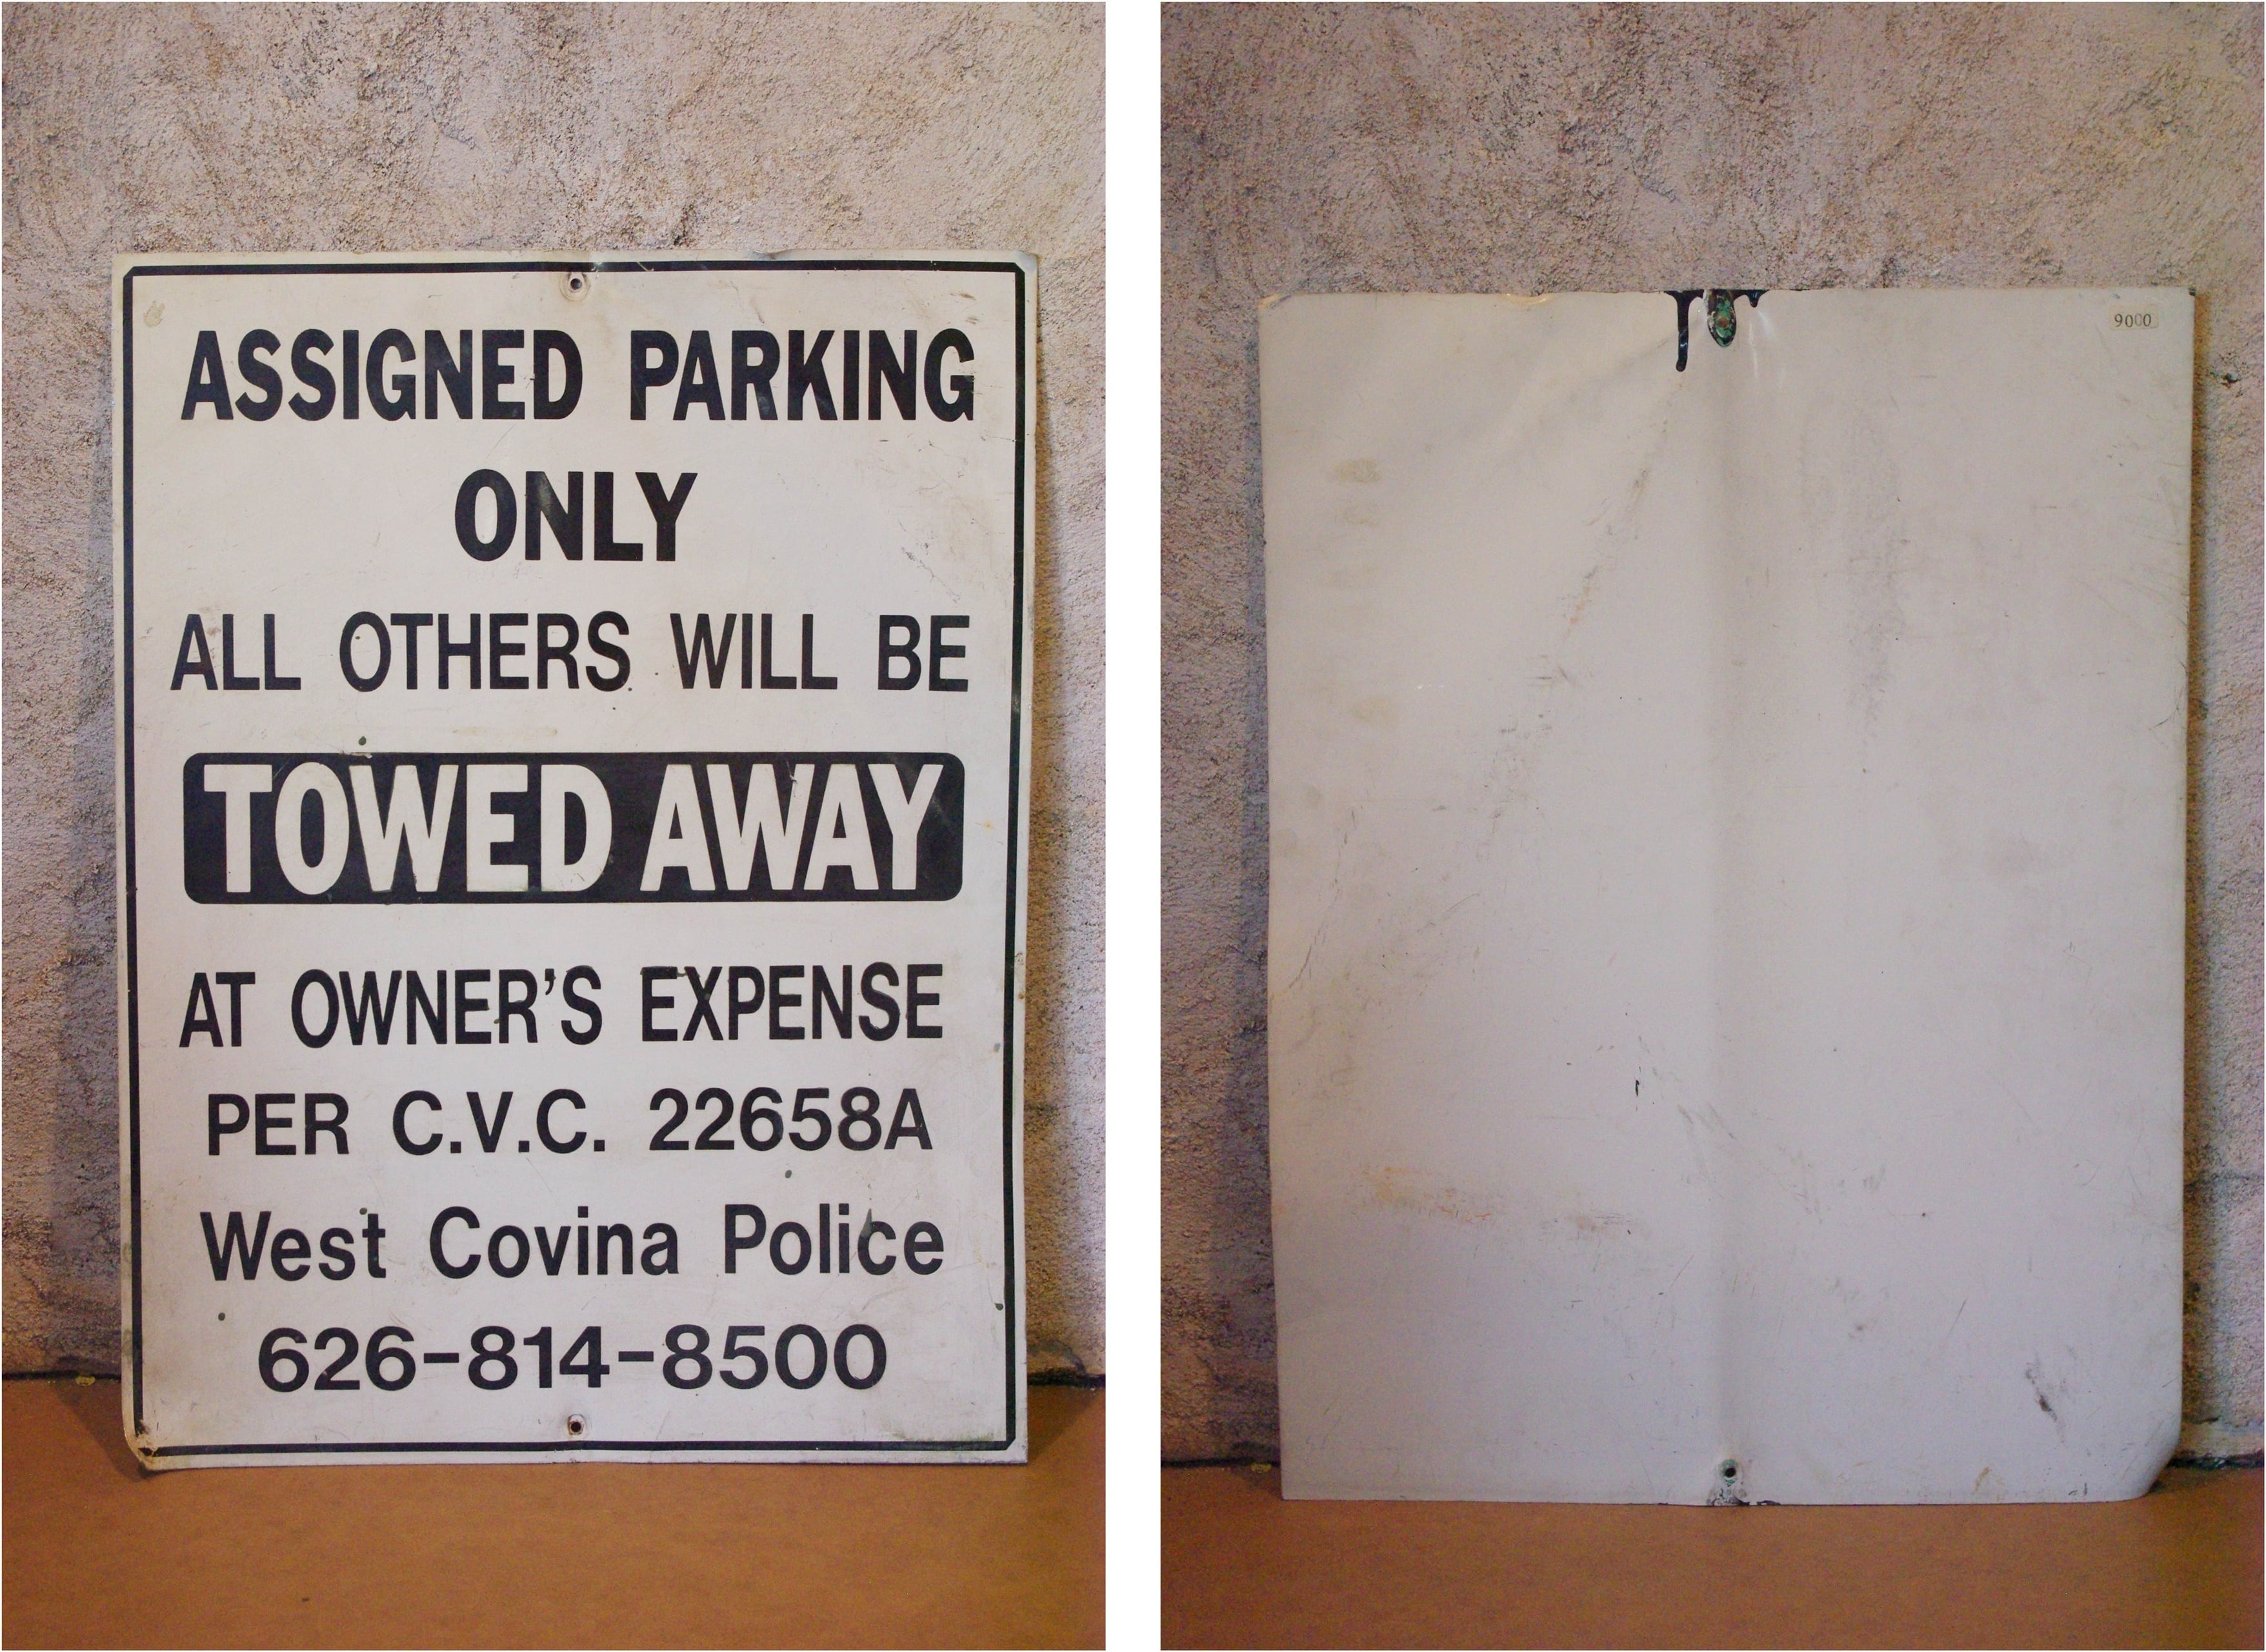 ASSIGNED PARKING
ONLY
ALL OTHERS WILL BE
TOWED AWAY
AT OWNER'S EXPENSE
PER C.V.C. 22658A
West Covina Police
626-814-8500
9000